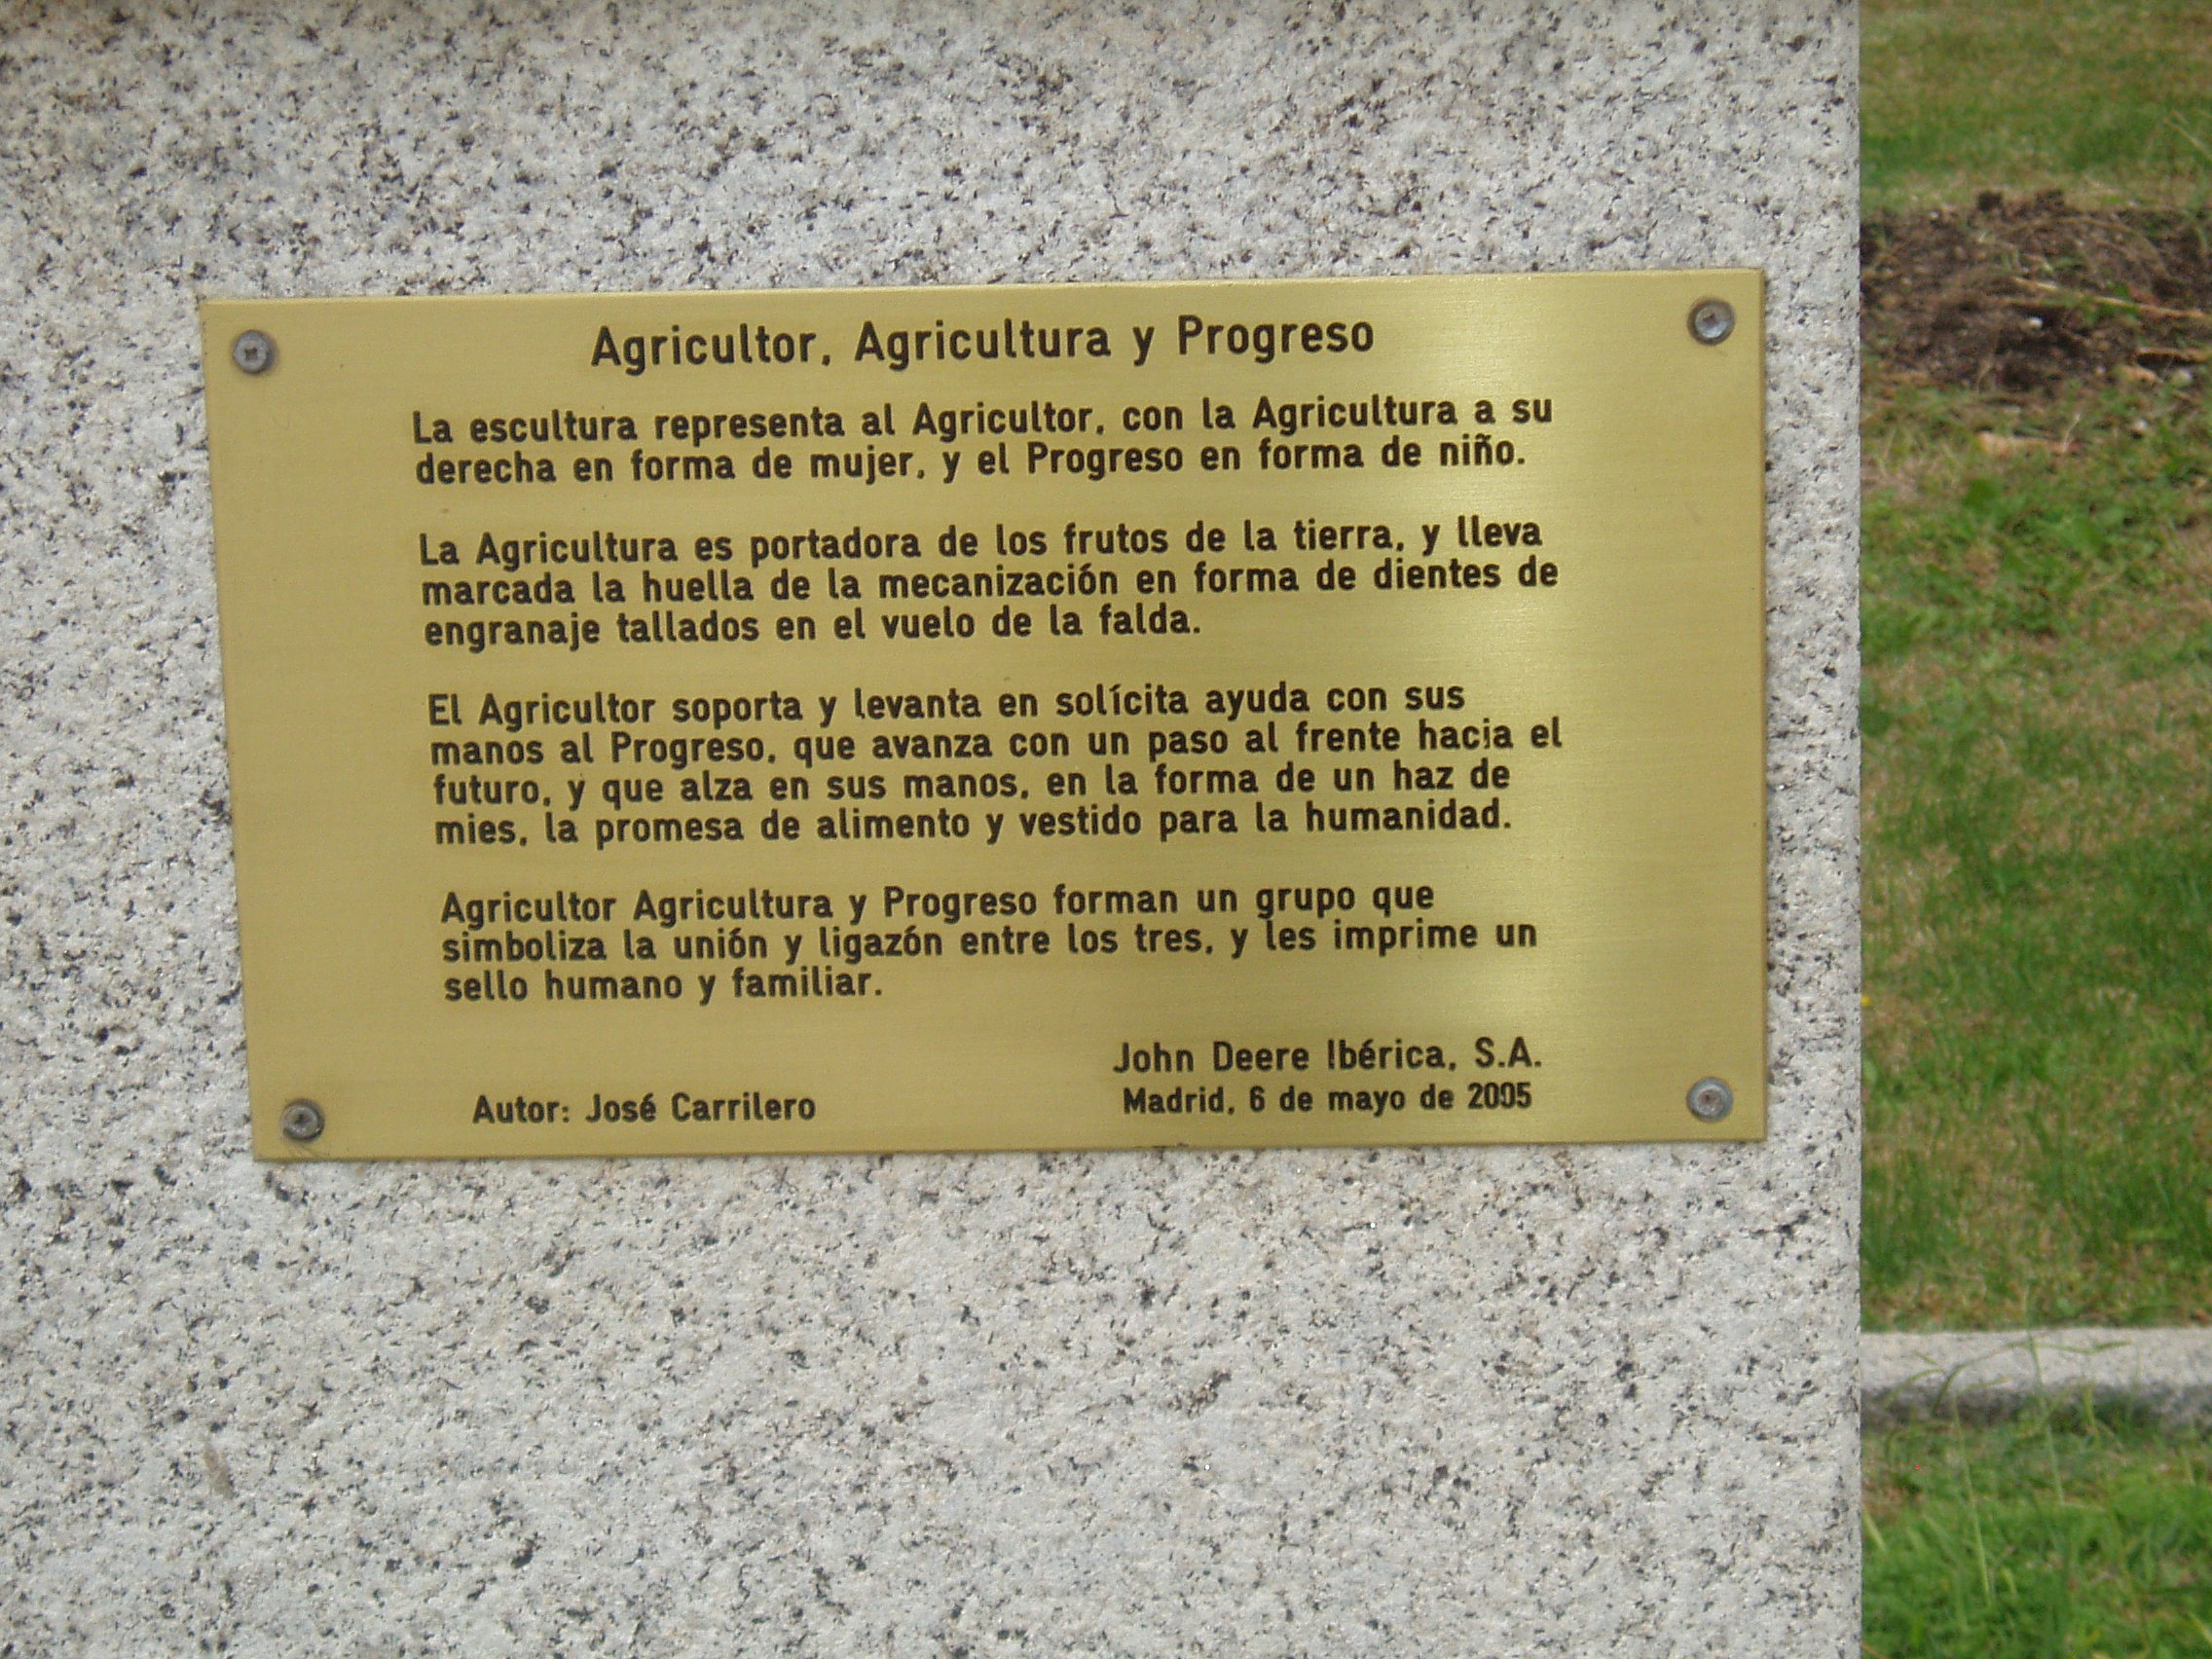 Agricultor, Agricultura y Progreso
La escultura representa al Agricultor, con la Agricultura a su
derecha en forma de mujer, y el Progreso en forma de niño.
La Agricultura es portadora de los frutos de la tierra, y lleva
marcada la huella de la mecanización en forma de dientes de
engranaje tallados en el vuelo de la falda.
El Agricultor soporta y levanta en solícita ayuda con sus
manos al Progreso, que avanza con un paso al frente hacia el
futuro, y que alza en sus manos, en la forma de un haz de
mies, la promesa de alimento y vestido para la humanidad.
Agricultor Agricultura y Progreso forman un grupo que
simboliza la unión y ligazón entre los tres, y les imprime un
sello humano y familiar.
John Deere Ibérica, S.A.
Autor: José Carrilero Madrid, 6 de mayo de 2005